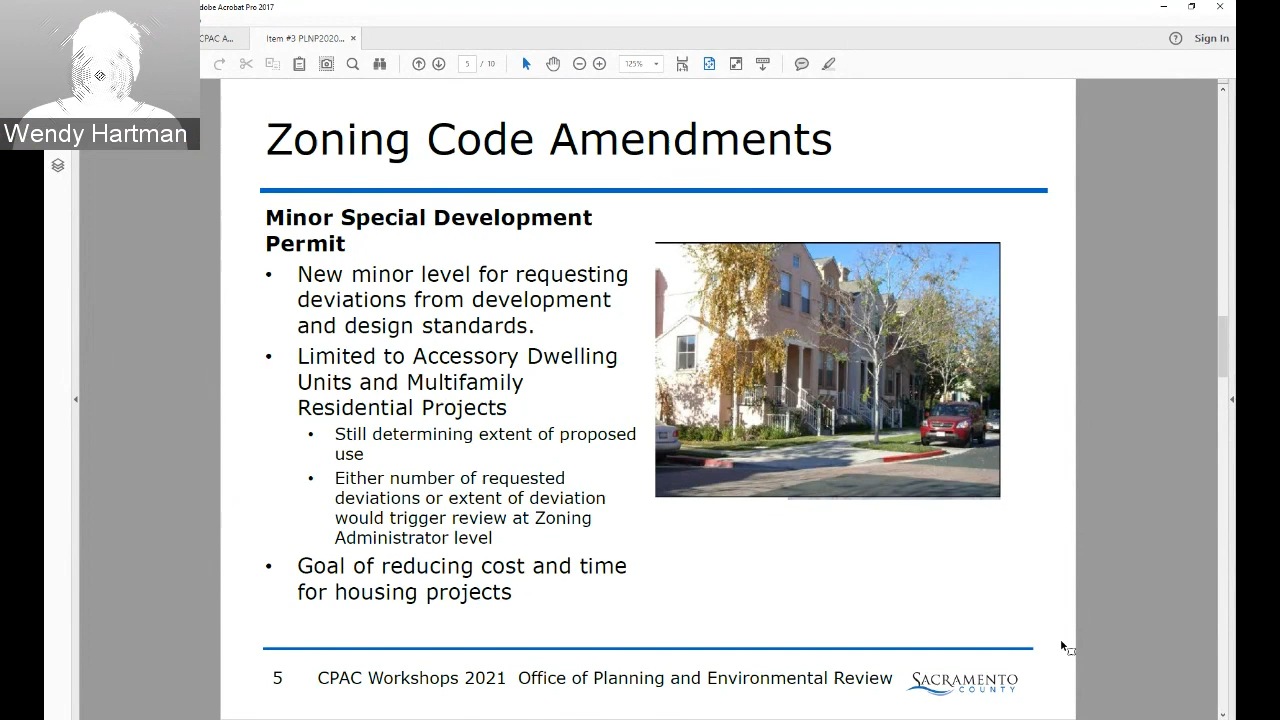 dobe Acrobat Pro 2017
CPAC A...
Item #3 PLNP2020...
Sign In
5 / 10
125%
Wendy Hartman
Zoning Code Amendments
Minor Special Development
Permit
• New minor level for requesting
deviations from development
and design standards.
• Limited to Accessory Dwelling
Units and Multifamily
Residential Projects
• Still determining extent of proposed
use
• Either number of requested
deviations or extent of deviation
would trigger review at Zoning
Administrator level
• Goal of reducing cost and time
for housing projects
5 CPAC Workshops 2021 Office of Planning and Environmental Review
SACRAMENTO
COUNTY